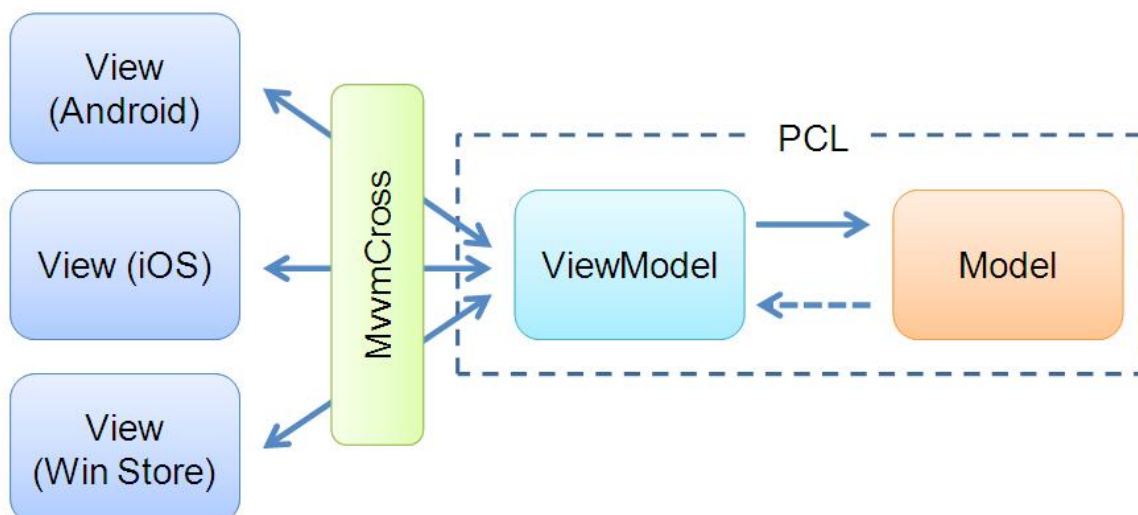 View
(Android)
View (iOS)
View
(Win Store)
MvvmCross
PCL
ViewModel
Model